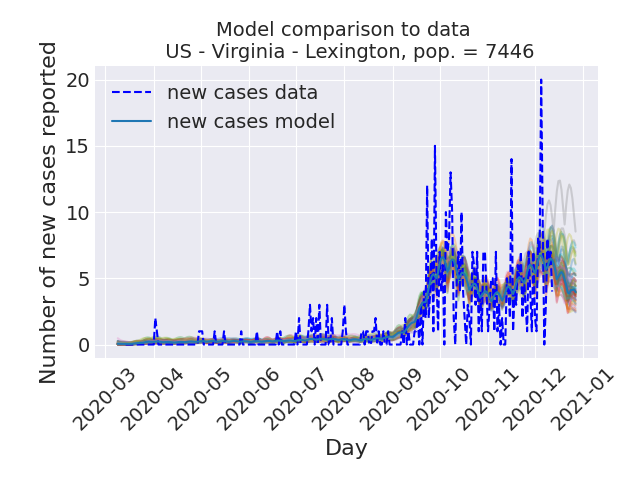 Model comparison to data
US - Virginia - Lexington, pop. = 7446
Number of new cases reported
20
15
10
5
0
new cases data
new cases model
2020-03
2020-04
2020-05
2020-06
2020-07
2020-08
2020-09
2020-10
2020-11
2020-12
2021-01
Day